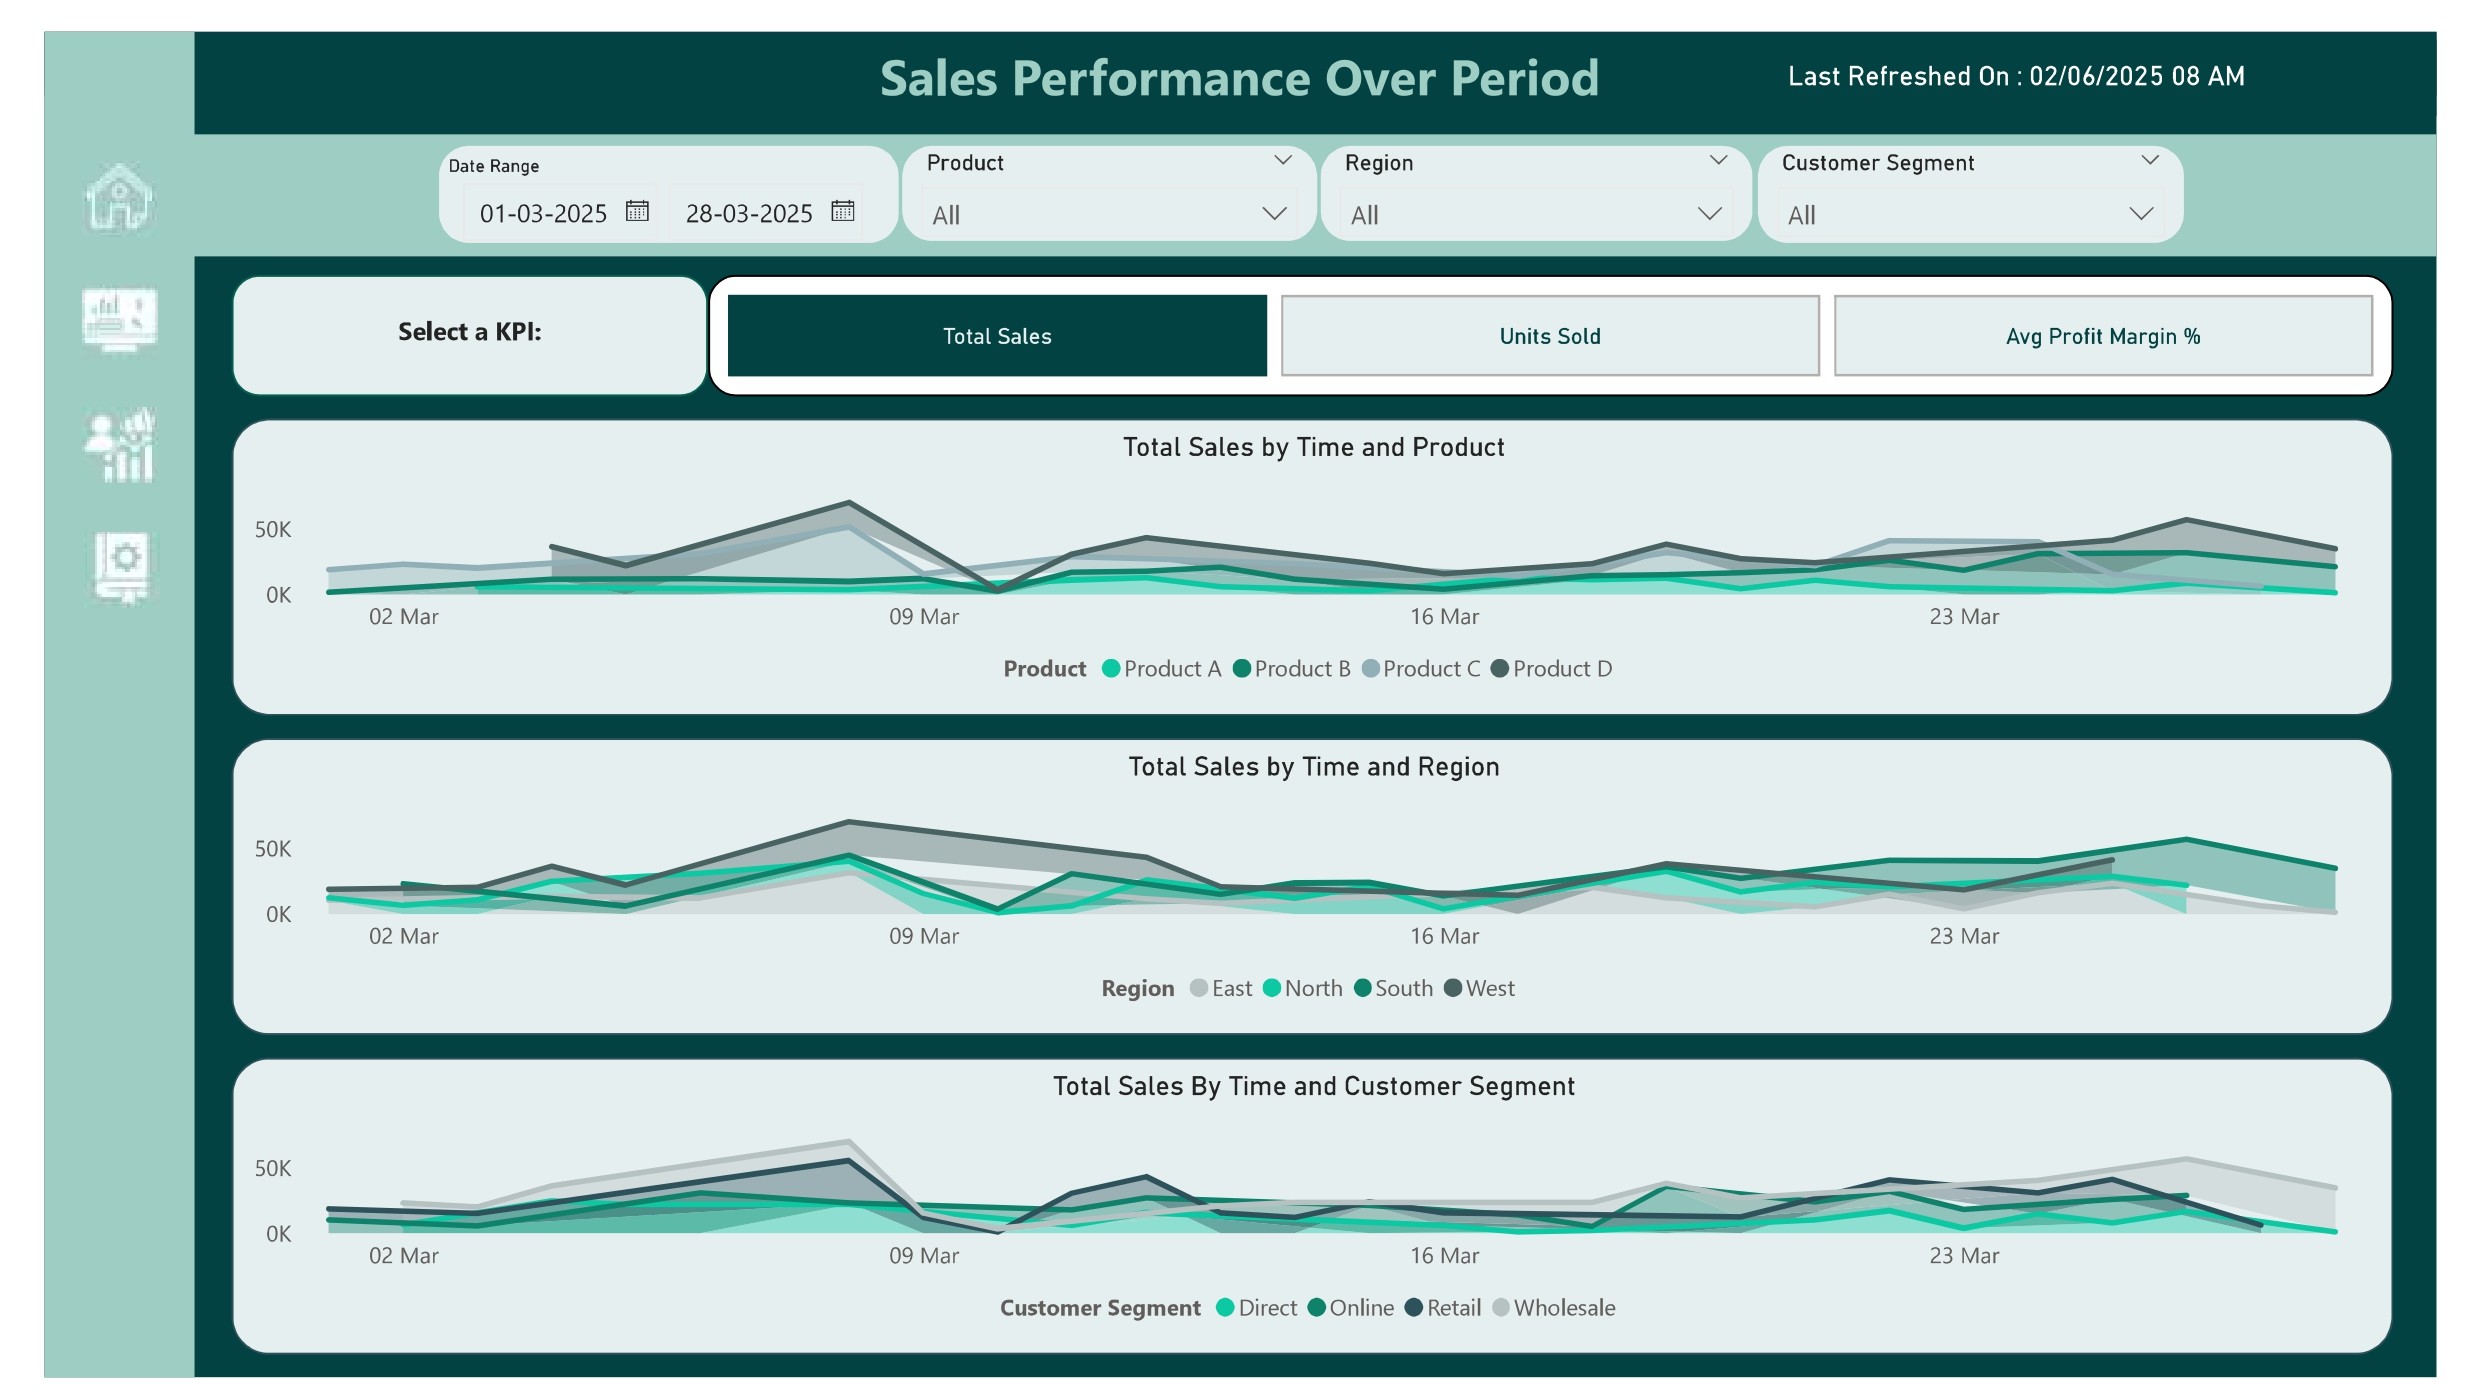 Sales Performance Over Period
Last Refreshed On : 02/06/2025 08 AM
Date Range
01-03-2025
28-03-2025
Product
All
Region
All
Customer Segment
All
Select a KPI:
Total Sales
Units Sold
Avg Profit Margin %
Total Sales by Time and Product
50K
0K
02 Mar
09 Mar
16 Mar
23 Mar
Product Product A Product B Product C Product D
Total Sales by Time and Region
50K
0K
02 Mar
09 Mar
16 Mar
23 Mar
Region East North South West
Total Sales By Time and Customer Segment
50K
0K
02 Mar
09 Mar
16 Mar
23 Mar
Customer Segment Direct Online Retail Wholesale